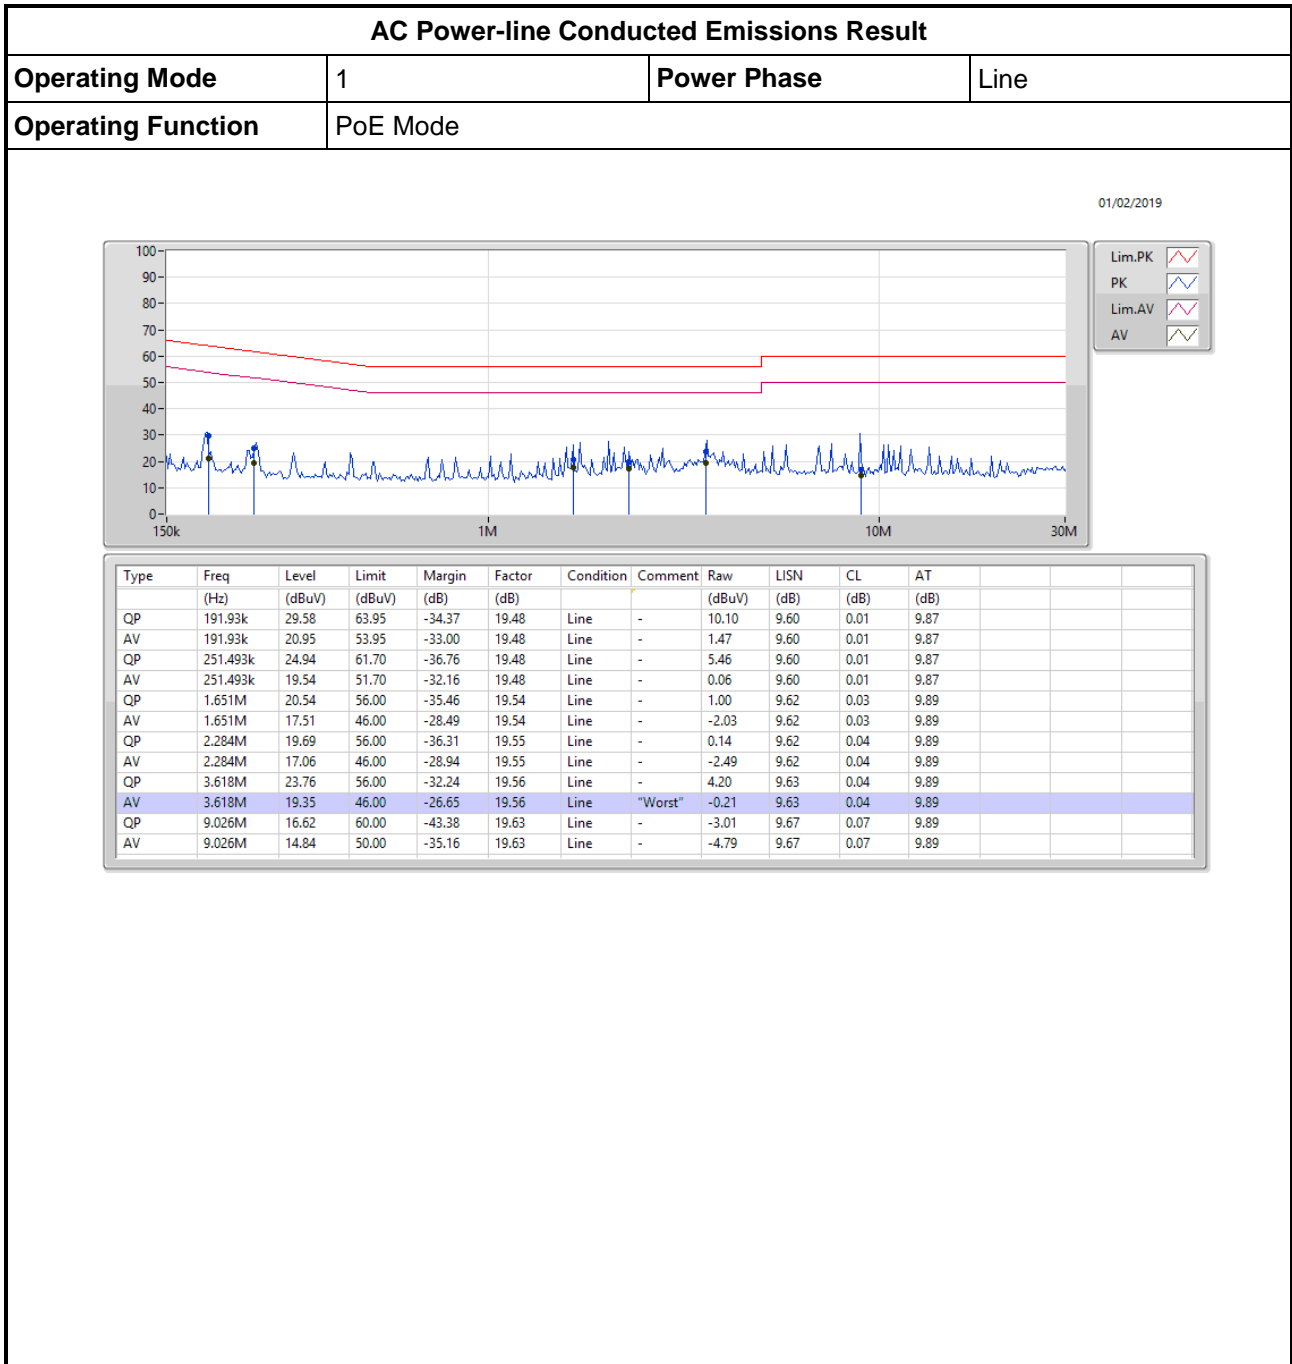 AC Power-line Conducted Emissions Result
Operating Mode 1 Power Phase Line
Operating Function PoE Mode
01/02/2019
100
90
80
70
60
50
40
30
20
10
0
150k 1M 10M 30M
Lim.PK
PK
Lim.AV
AV
Type Freq Level Limit Margin Factor Condition Comment Raw LISN CL AT
(Hz) (dBuV) (dBuV) (dB) (dB) (dBuV) (dB) (dB) (dB)
QP 191.93k 29.58 63.95 -34.37 19.48 Line - 10.10 9.60 0.01 9.87
AV 191.93k 20.95 53.95 -33.00 19.48 Line - 1.47 9.60 0.01 9.87
QP 251.493k 24.94 61.70 -36.76 19.48 Line - 5.46 9.60 0.01 9.87
AV 251.493k 19.54 51.70 -32.16 19.48 Line - 0.06 9.60 0.01 9.87
QP 1.651M 20.54 56.00 -35.46 19.54 Line - 1.00 9.62 0.03 9.89
AV 1.651M 17.51 46.00 -28.49 19.54 Line - -2.03 9.62 0.03 9.89
QP 2.284M 19.69 56.00 -36.31 19.55 Line - 0.14 9.62 0.04 9.89
AV 2.284M 17.06 46.00 -28.94 19.55 Line - -2.49 9.62 0.04 9.89
QP 3.618M 23.76 56.00 -32.24 19.56 Line - 4.20 9.63 0.04 9.89
AV 3.618M 19.35 46.00 -26.65 19.56 Line "Worst" -0.21 9.63 0.04 9.89
QP 9.026M 16.62 60.00 -43.38 19.63 Line - -3.01 9.67 0.07 9.89
AV 9.026M 14.84 50.00 -35.16 19.63 Line - -4.79 9.67 0.07 9.89